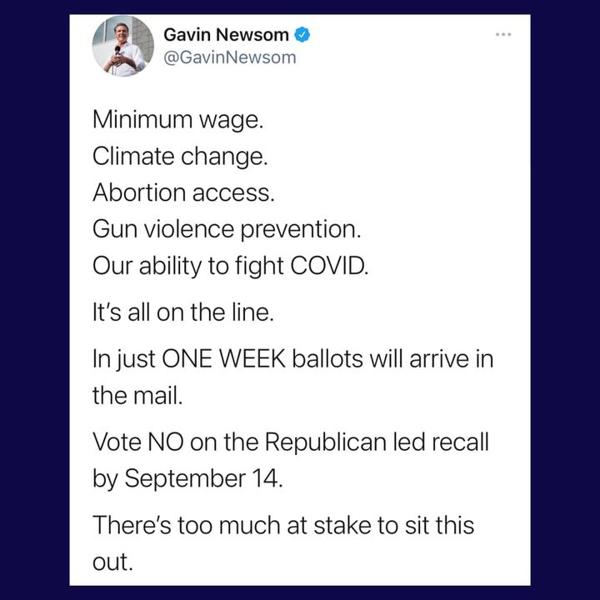 Gavin Newsom
@GavinNewsom
Minimum wage.
Climate change.
Abortion access.
Gun violence prevention.
Our ability to fight COVID.
It's all on the line.
In just ONE WEEK ballots will arrive in
the mail.
Vote NO on the Republican led recall
by September 14.
There's too much at stake to sit this
out.